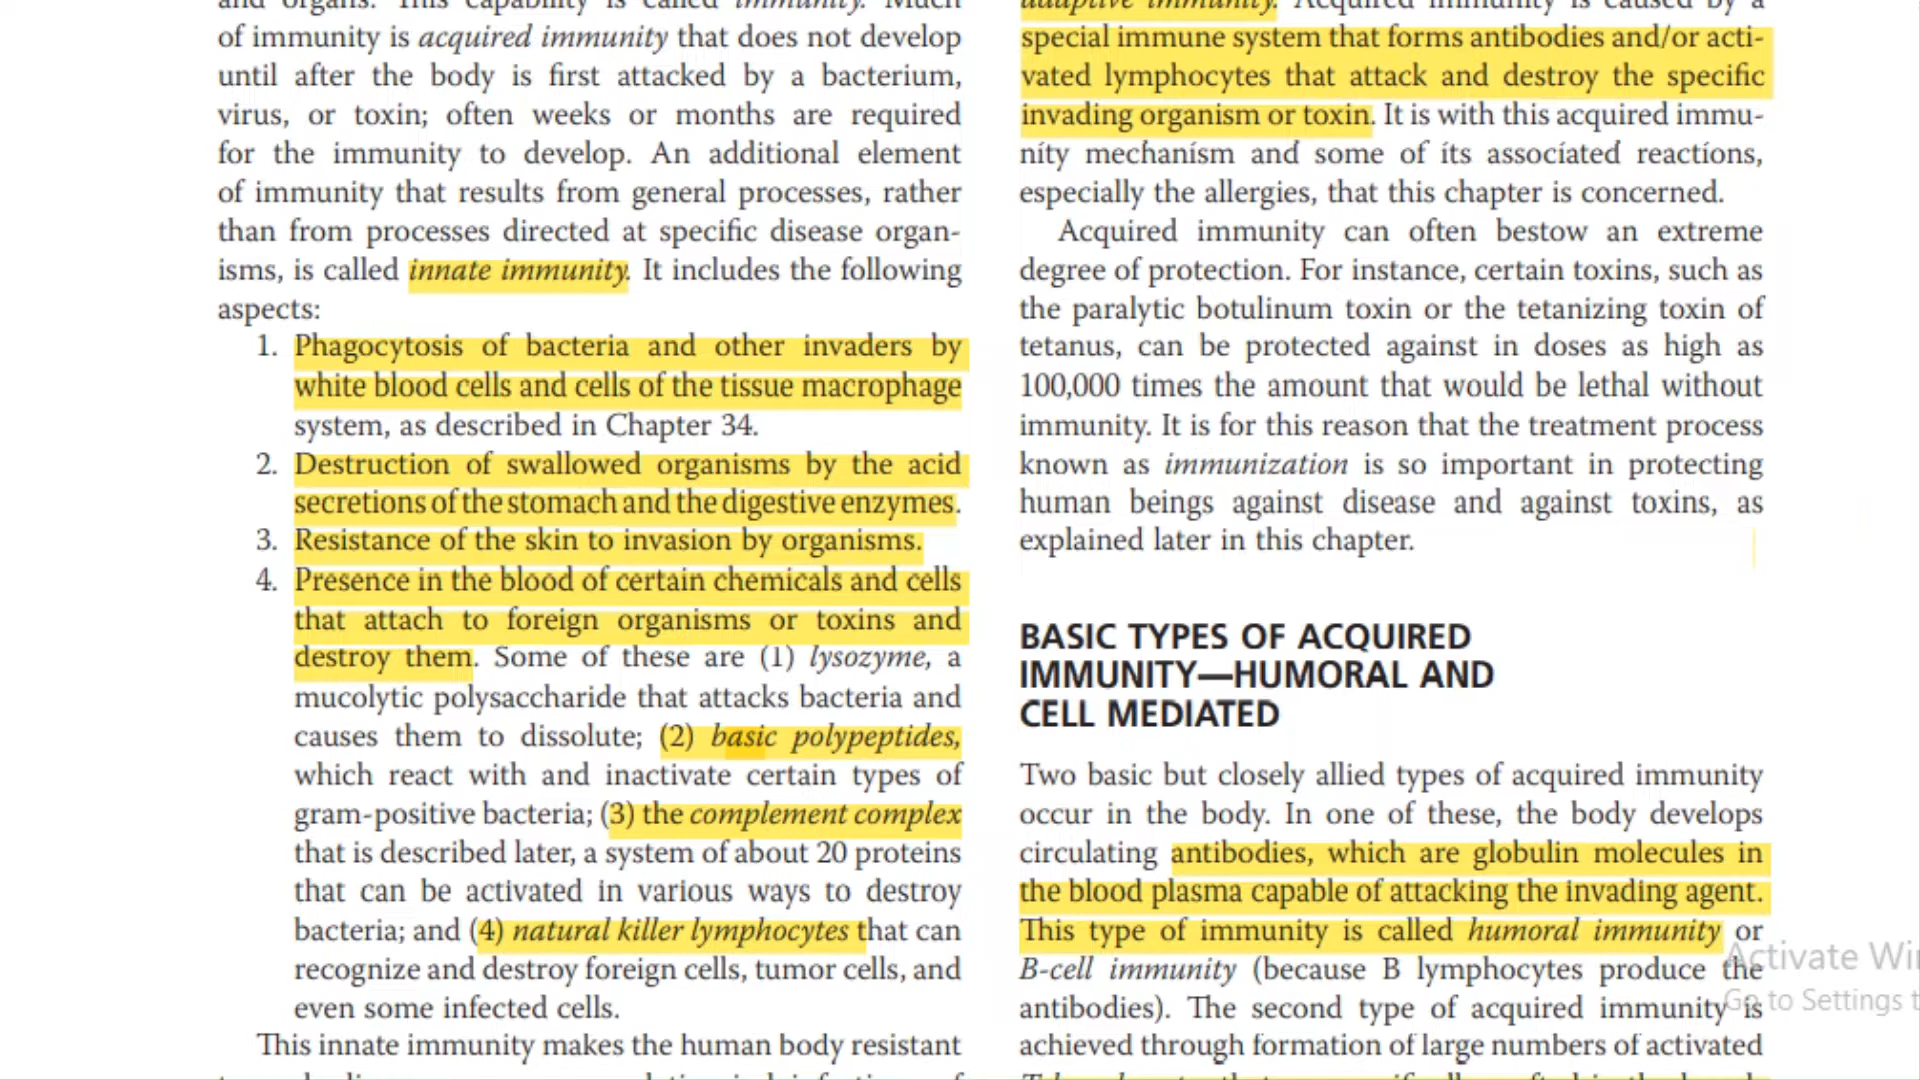 and organs. This capability is called immunity. Much
of immunity is acquired immunity that does not develop
until after the body is first attacked by a bacterium,
virus, or toxin; often weeks or months are required
for the immunity to develop. An additional element
of immunity that results from general processes, rather
than from processes directed at specific disease organ-
isms, is called innate immunity. It includes the following
aspects:
1. Phagocytosis of bacteria and other invaders by
white blood cells and cells of the tissue macrophage
system, as described in Chapter 34.
2. Destruction of swallowed organisms by the acid
secretions of the stomach and the digestive enzymes.
3. Resistance of the skin to invasion by organisms.
4. Presence in the blood of certain chemicals and cells
that attach to foreign organisms or toxins and
destroy them. Some of these are (1) lysozyme, a
mucolytic polysaccharide that attacks bacteria and
causes them to dissolute; (2) basic polypeptides,
which react with and inactivate certain types of
gram-positive bacteria; (3) the complement complex
that is described later, a system of about 20 proteins
that can be activated in various ways to destroy
bacteria; and (4) natural killer lymphocytes that can
recognize and destroy foreign cells, tumor cells, and
even some infected cells.
This innate immunity makes the human body resistant
adaptive immunity. Acquired immunity is caused by a
special immune system that forms antibodies and/or acti-
vated lymphocytes that attack and destroy the specific
invading organism or toxin. It is with this acquired immu-
nity mechanism and some of its associated reactions,
especially the allergies, that this chapter is concerned.
Acquired immunity can often bestow an extreme
degree of protection. For instance, certain toxins, such as
the paralytic botulinum toxin or the tetanizing toxin of
tetanus, can be protected against in doses as high as
100,000 times the amount that would be lethal without
immunity. It is for this reason that the treatment process
known as immunization is so important in protecting
human beings against disease and against toxins, as
explained later in this chapter.
BASIC TYPES OF ACQUIRED
IMMUNITY—HUMORAL AND
CELL MEDIATED
Two basic but closely allied types of acquired immunity
occur in the body. In one of these, the body develops
circulating antibodies, which are globulin molecules in
the blood plasma capable of attacking the invading agent.
This type of immunity is called humoral immunity or
B-cell immunity (because B lymphocytes produce the
antibodies). The second type of acquired immunity is
achieved through formation of large numbers of activated
Activate Win
Go to Settings t